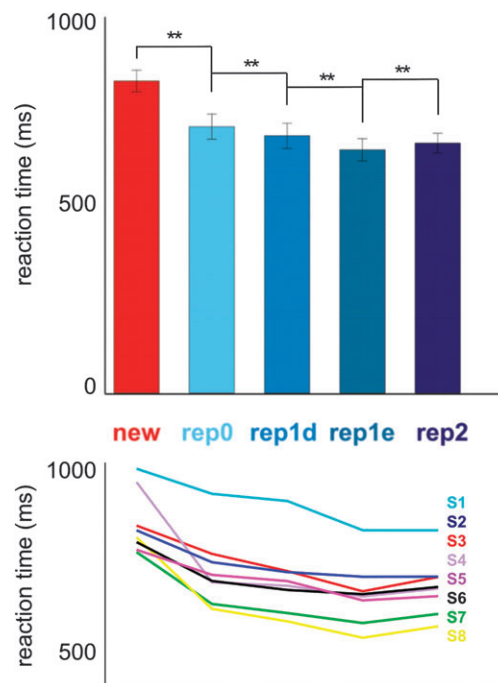 1000
**
**
**
**
reaction time (ms)
500
0
new rep0 rep1d rep1e rep2
1000
reaction time (ms)
500
S1
S2
S3
S4
S5
S6
S7
S8